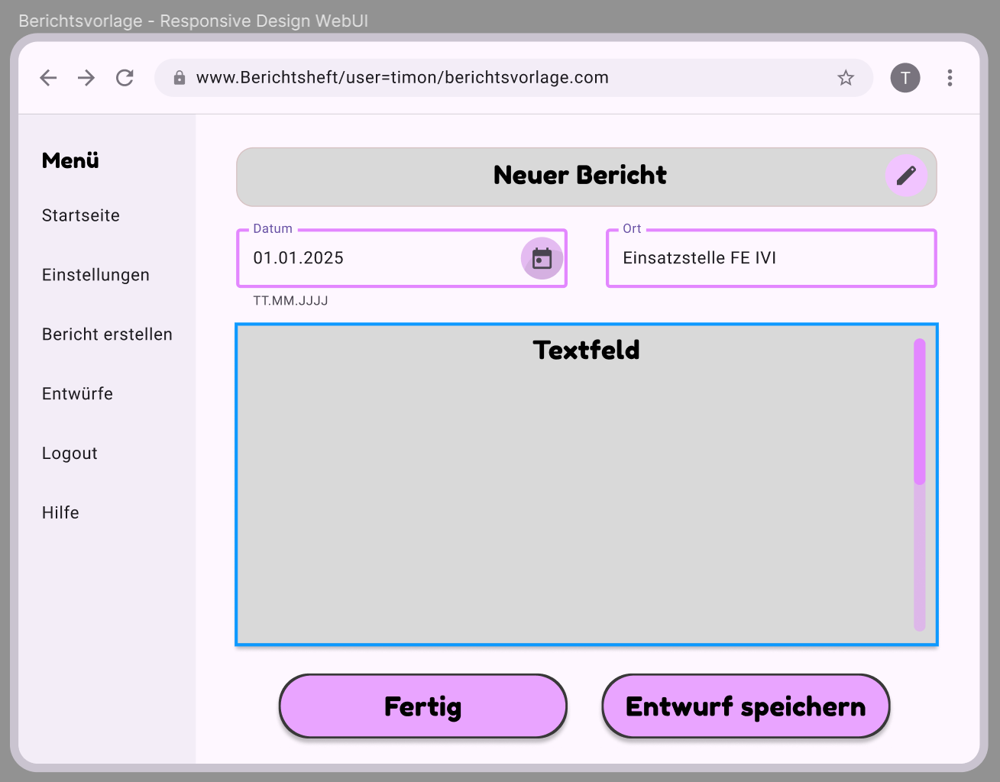 Berichtsvorlage - Responsive Design WebUI
www.Berichtsheft/user=timon/berichtsvorlage.com
T
Menü
Startseite
Einstellungen
Bericht erstellen
Entwürfe
Logout
Hilfe
Neuer Bericht
Datum
01.01.2025
TT.MM.JJJJ
Ort
Einsatzstelle FE IVI
Textfeld
Fertig
Entwurf speichern